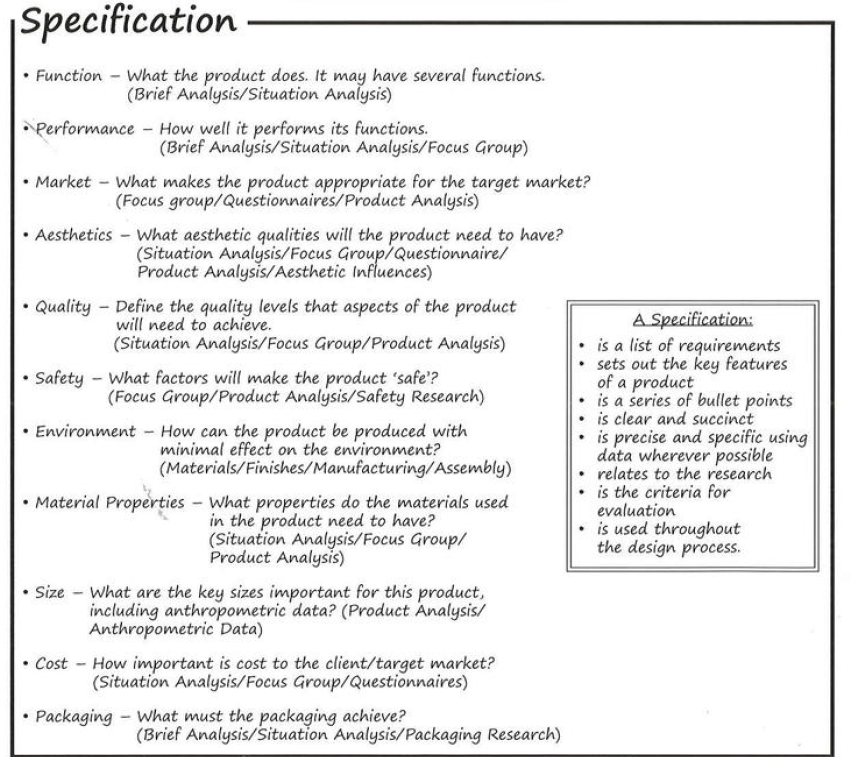 Specification
• Function – What the product does. It may have several functions.
(Brief Analysis/Situation Analysis)
• Performance – How well it performs its functions.
(Brief Analysis/Situation Analysis/Focus Group)
• Market – What makes the product appropriate for the target market?
(Focus group/Questionnaires/Product Analysis)
• Aesthetics – What aesthetic qualities will the product need to have?
(Situation Analysis/Focus Group/Questionnaire/
Product Analysis/Aesthetic Influences)
• Quality – Define the quality levels that aspects of the product
will need to achieve.
(Situation Analysis/Focus Group/Product Analysis)
• Safety – What factors will make the product ‘safe’?
(Focus Group/Product Analysis/Safety Research)
• Environment – How can the product be produced with
minimal effect on the environment?
(Materials/Finishes/Manufacturing/Assembly)
• Material Properties – What properties do the materials used
in the product need to have?
(Situation Analysis/Focus Group/
Product Analysis)
• Size – What are the key sizes important for this product,
including anthropometric data? (Product Analysis/
Anthropometric Data)
• Cost – How important is cost to the client/target market?
(Situation Analysis/Focus Group/Questionnaires)
• Packaging – What must the packaging achieve?
(Brief Analysis/Situation Analysis/Packaging Research)
A Specification:
• is a list of requirements
• sets out the key features
of a product
• is a series of bullet points
• is clear and succinct
• is precise and specific using
data wherever possible
• relates to the research
• is the criteria for
evaluation
• is used throughout
the design process.